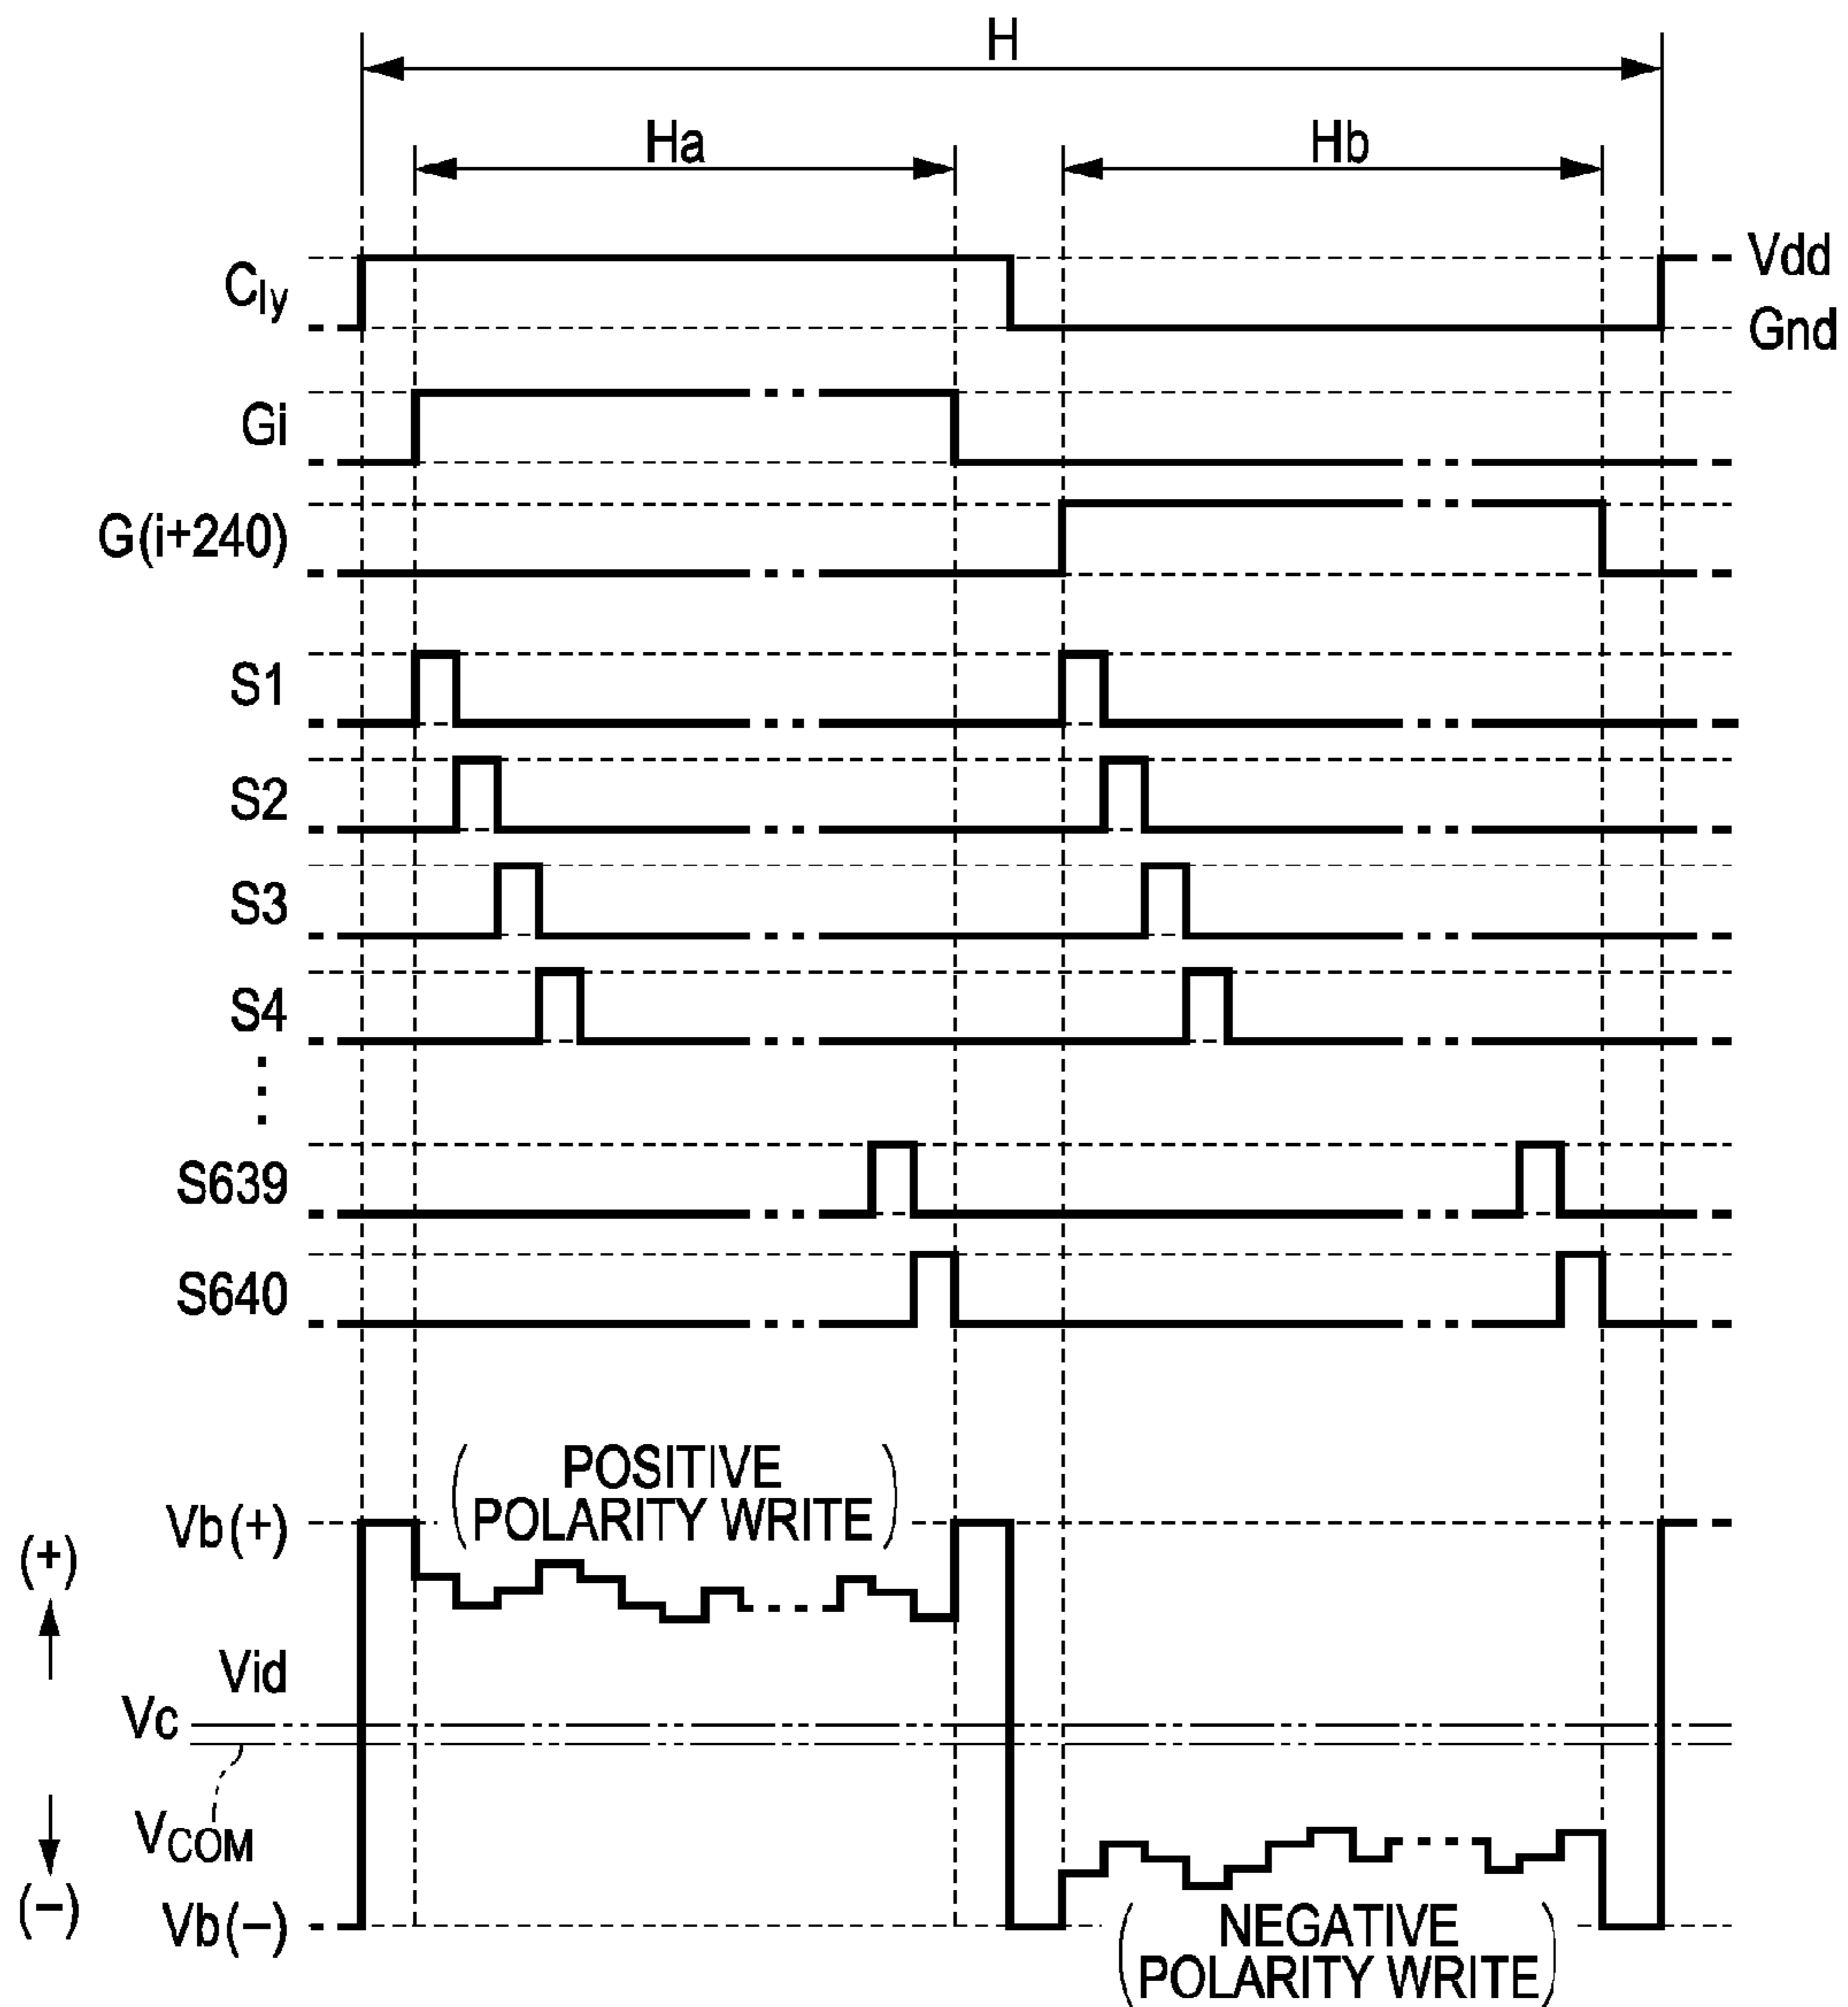 H
Ha Hb
Cly Vdd
Gnd
Gi
G(i+240)
S1
S2
S3
S4
S639
S640
(POSITIVE
POLARITY WRITE)
Vb(+)
(+)
Vid
Vc
VCOM
(−)
Vb(−)
(NEGATIVE
POLARITY WRITE)